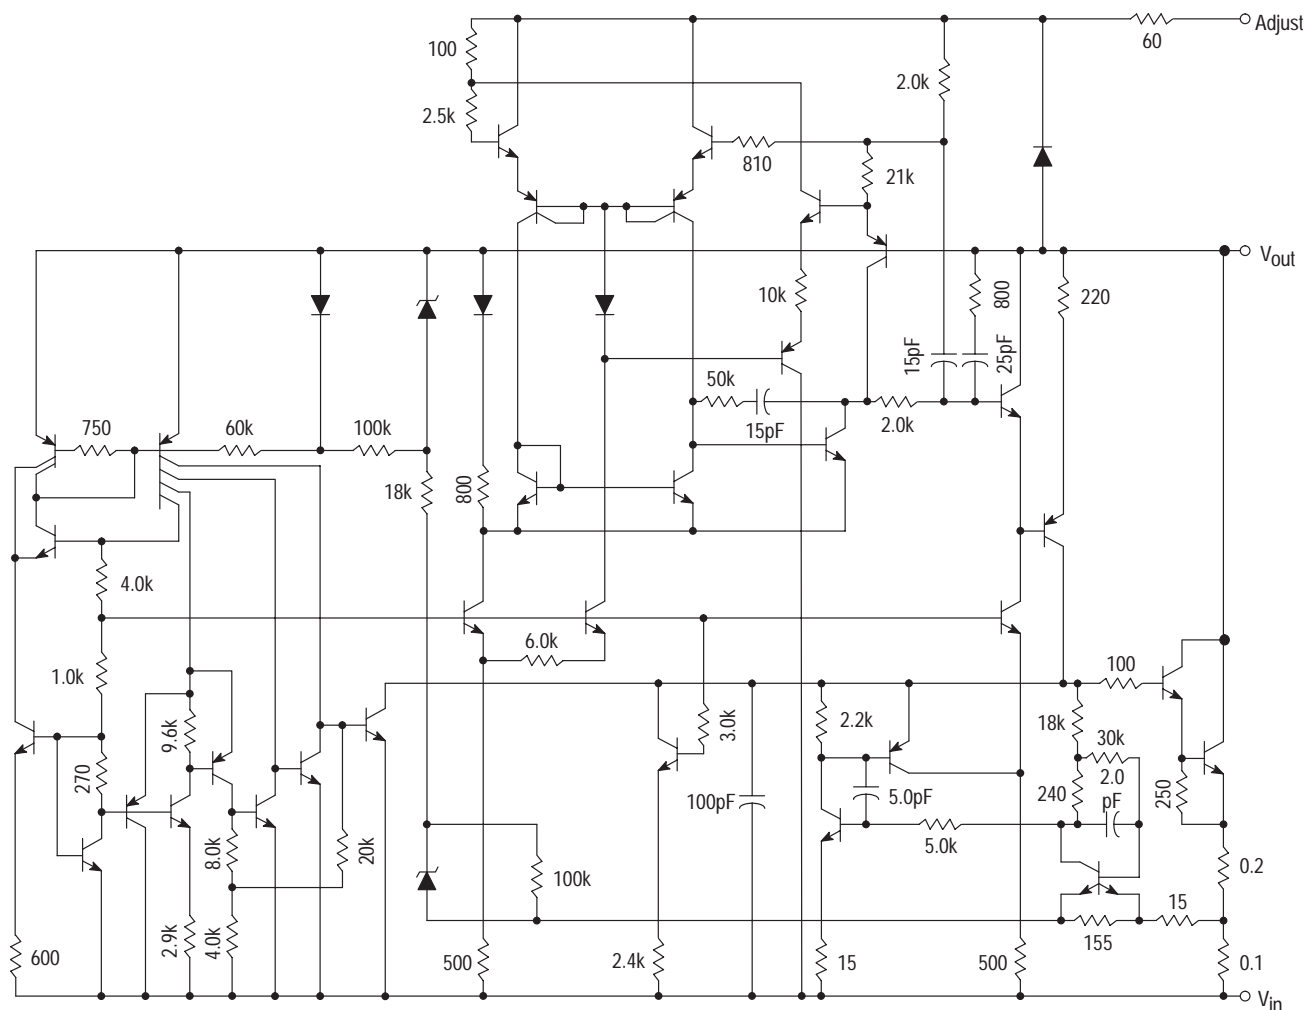 Adjust
60
100
2.0k
2.5k
810
21k
Vout
10k
800
220
15pF
25pF
50k
750
60k
100k
15pF
2.0k
18k
800
4.0k
6.0k
1.0k
100
9.6k
3.0k
2.2k
18k
30k
270
100pF
5.0pF
240
2.0
pF
250
8.0k
20k
5.0k
100k
0.2
15
155
600
2.9k
4.0k
500
2.4k
15
500
0.1
Vin